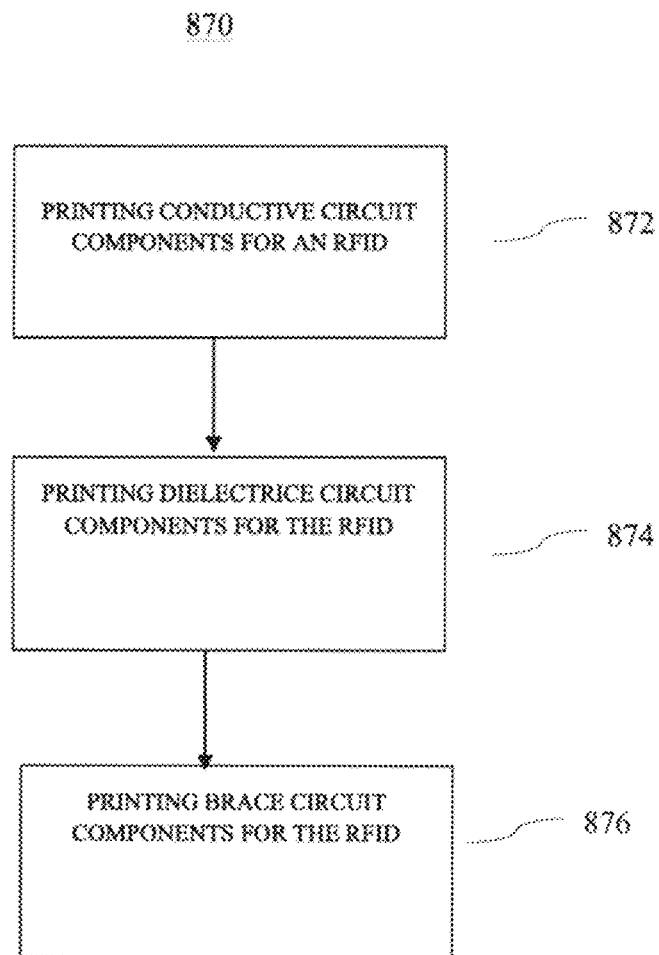 870
PRINTING CONDUCTIVE CIRCUIT
COMPONENTS FOR AN RFID
872
PRINTING DIELECTRICE CIRCUIT
COMPONENTS FOR THE RFID
874
PRINTING BRACE CIRCUIT
COMPONENTS FOR THE RFID
876